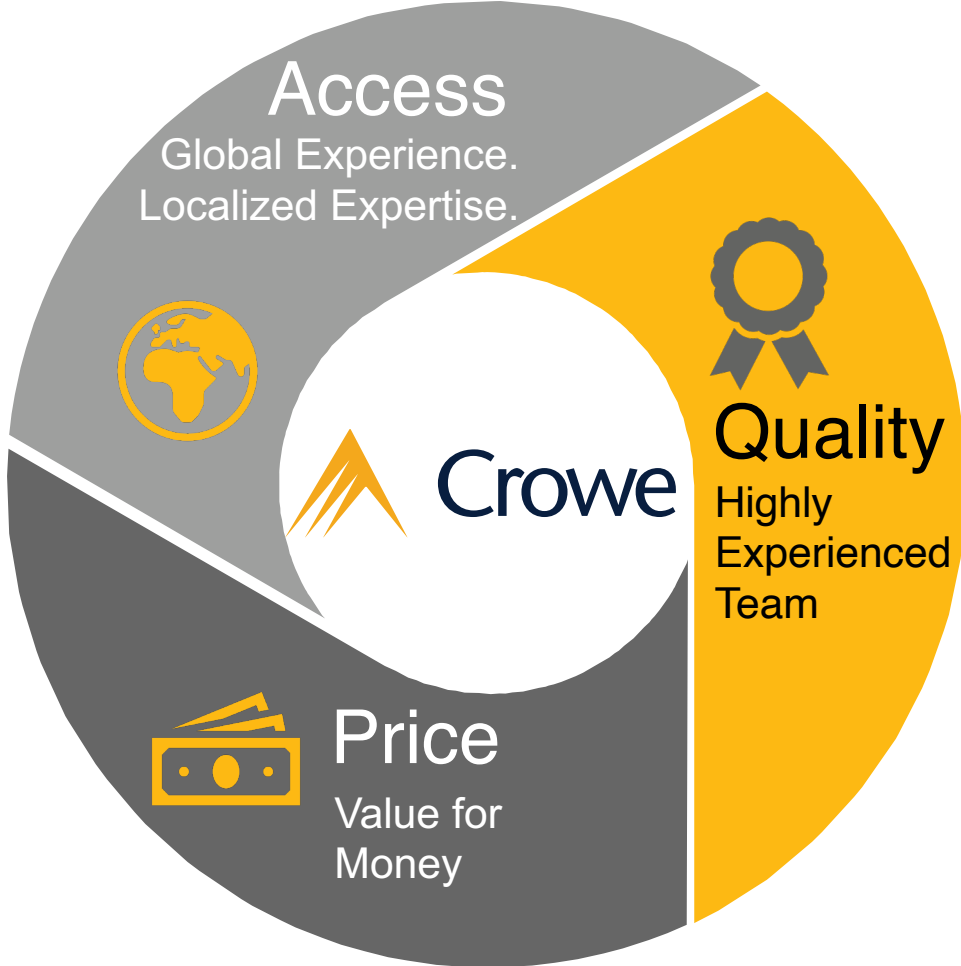 Access
Global Experience.
Localized Expertise.
Quality
Highly
Experienced
Team
Crowe
Price
Value for
Money